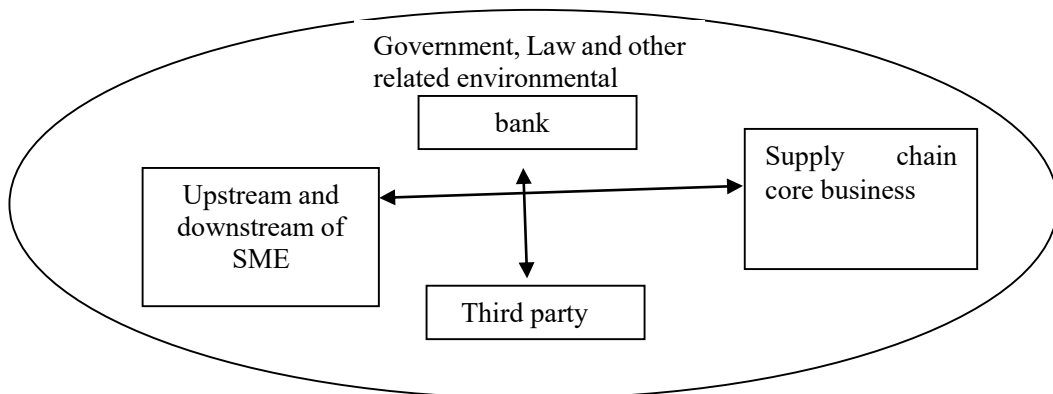 Government, Law and other
related environmental
bank
Supply chain
core business
Upstream and
downstream of
SME
Third party